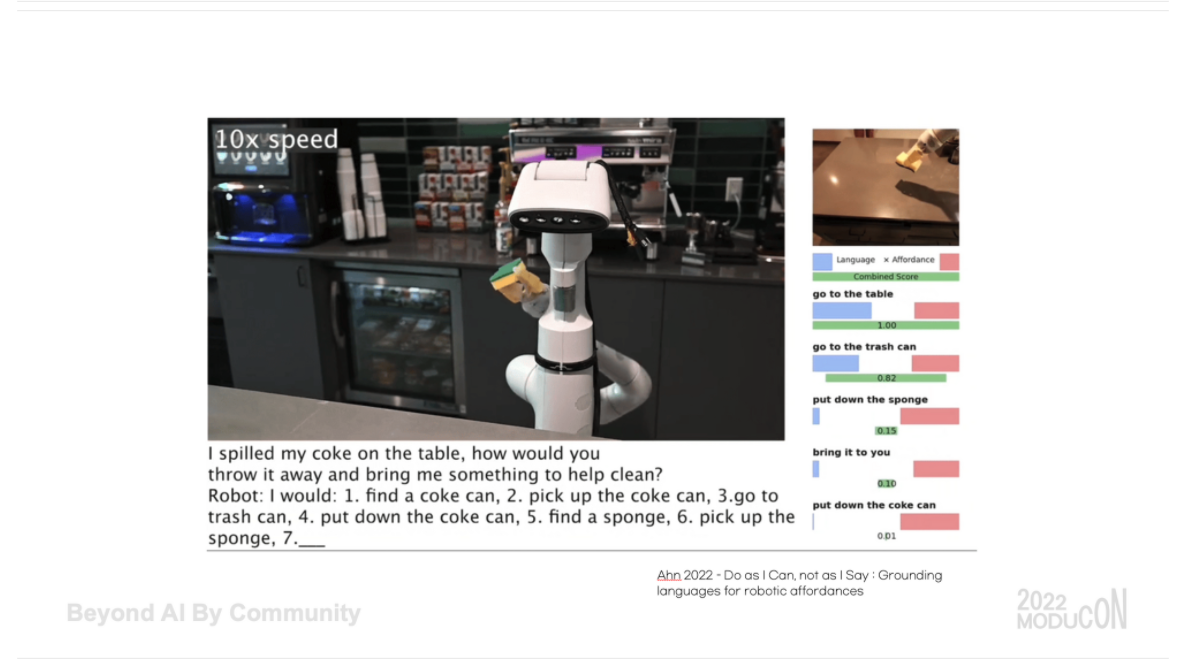 10x speed
I spilled my coke on the table, how would you
throw it away and bring me something to help clean?
Robot: I would: 1. find a coke can, 2. pick up the coke can, 3.go to
trash can, 4. put down the coke can, 5. find a sponge, 6. pick up the
sponge, 7.___
Language × Affordance
Combined Score
go to the table
1.00
go to the trash can
0.82
put down the sponge
0.15
bring it to you
0.10
put down the coke can
0.01
Ahn 2022 - Do as I Can, not as I Say : Grounding
languages for robotic affordances
Beyond AI By Community
2022
MODUCON